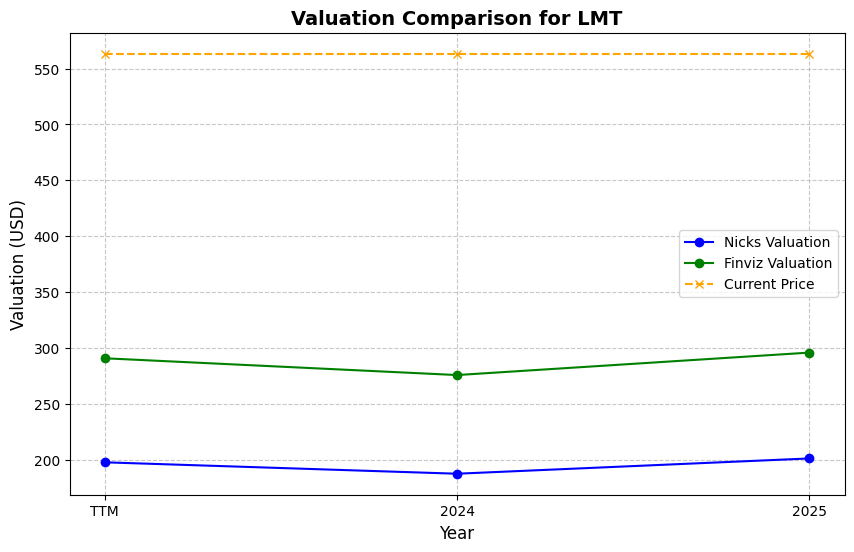 Valuation Comparison for LMT
Valuation (USD)
550
500
450
400
350
300
250
200
Nicks Valuation
Finviz Valuation
Current Price
TTM
2024
2025
Year